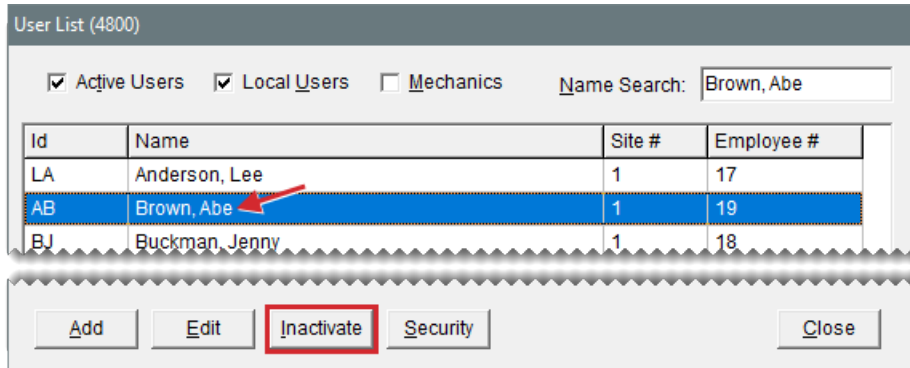 User List (4800)
Active Users Local Users Mechanics Name Search: Brown, Abe
Id Name Site # Employee #
LA Anderson, Lee 1 17
AB Brown, Abe 1 19
BJ Buckman, Jenny 1 18
Add Edit Inactivate Security Close